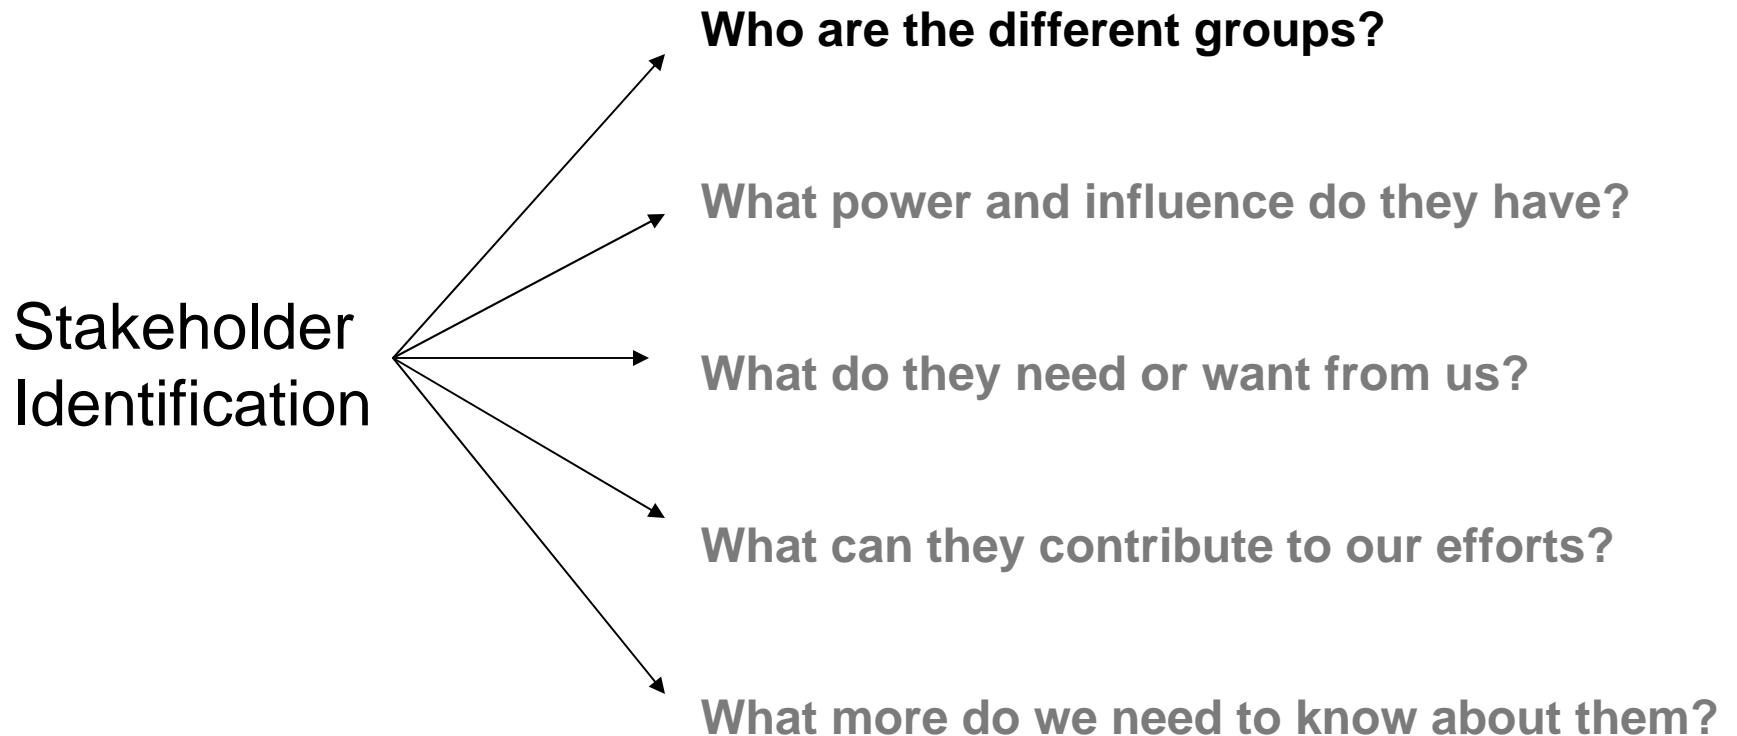 Who are the different groups?
What power and influence do they have?
Stakeholder
Identification
What do they need or want from us?
What can they contribute to our efforts?
What more do we need to know about them?